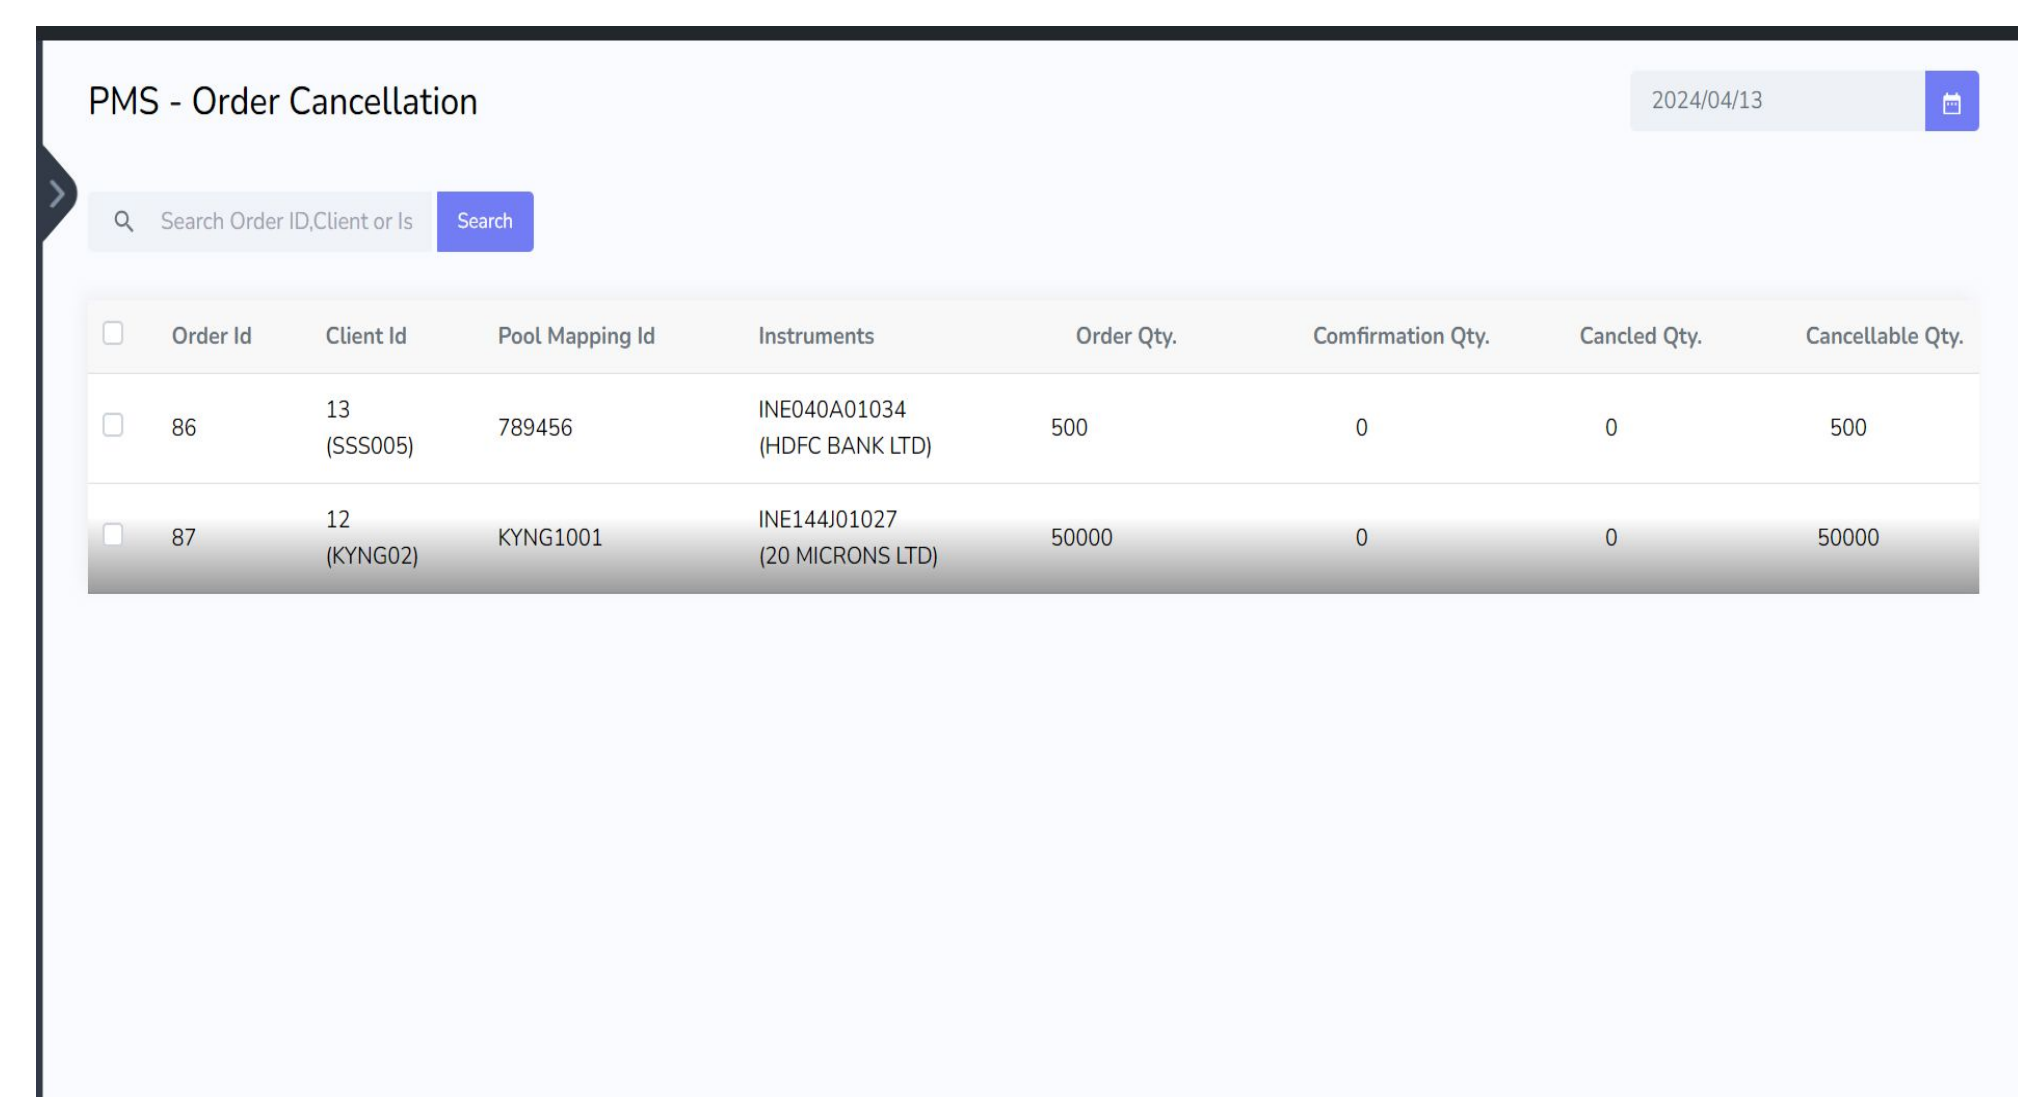 PMS - Order Cancellation
2024/04/13
Search Order ID,Client or Is
Search
Order Id Client Id Pool Mapping Id Instruments Order Qty. Comfirmation Qty. Cancled Qty. Cancellable Qty.
86 13 (SSS005) 789456 INE040A01034 (HDFC BANK LTD) 500 0 0 500
87 12 (KYNG02) KYNG1001 INE144J01027 (20 MICRONS LTD) 50000 0 0 50000